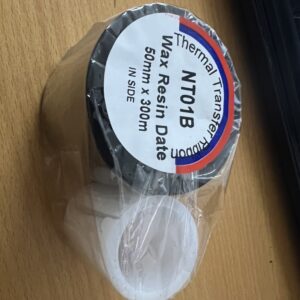 Thermal Transfer Ribbon
NT01B
Wax Resin Date
50mm x 300m
IN SIDE